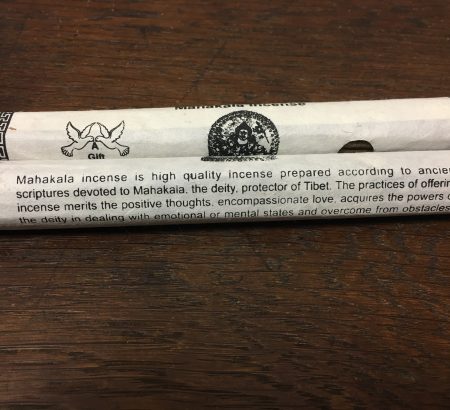 Mahakala Incense
Gift
Mahakala incense is high quality incense prepared according to
scriptures devoted to Mahakaia, the deity, protector of Tibet. The practices of
incense merits the positive thoughts, encompassionate love, acquires the powers
the deity in dealing with emotional or mental states and overcome from obstacles